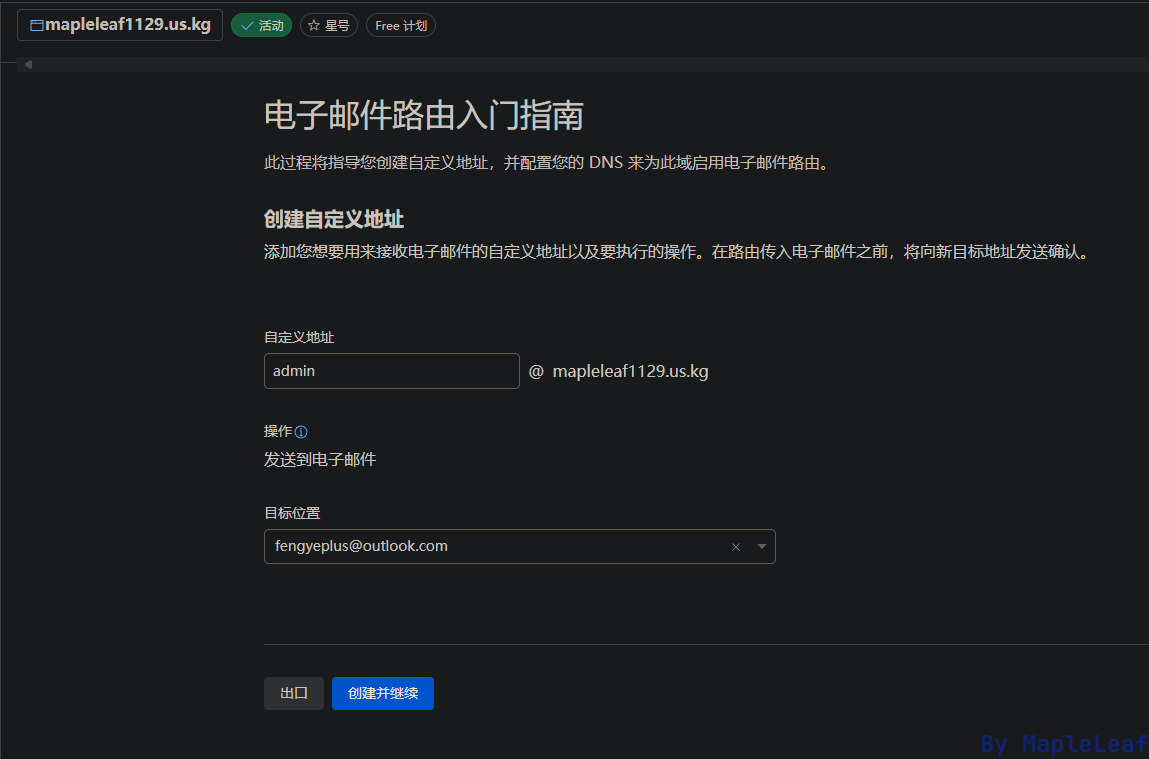 mapleleaf1129.us.kg 活动 星号 Free 计划
电子邮件路由入门指南
此过程将指导您创建自定义地址，并配置您的 DNS 来为此域启用电子邮件路由。
创建自定义地址
添加您想要用来接收电子邮件的自定义地址以及要执行的操作。在路由传入电子邮件之前，将向新目标地址发送确认。
自定义地址
admin @ mapleleaf1129.us.kg
操作
发送到电子邮件
目标位置
fengyeplus@outlook.com
出口 创建并继续
By MapleLeaf